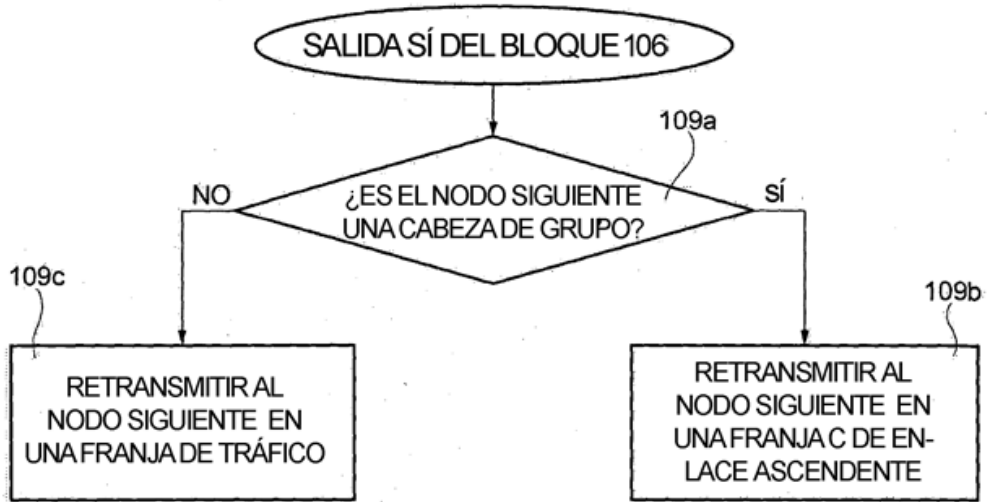 SALIDA SÍ DEL BLOQUE 106
109a
¿ES EL NODO SIGUIENTE
UNA CABEZA DE GRUPO?
NO
SÍ
109c
109b
RETRANSMITIR AL
NODO SIGUIENTE EN
UNA FRANJA DE TRÁFICO
RETRANSMITIR AL
NODO SIGUIENTE EN
UNA FRANJA C DE EN-
LACE ASCENDENTE